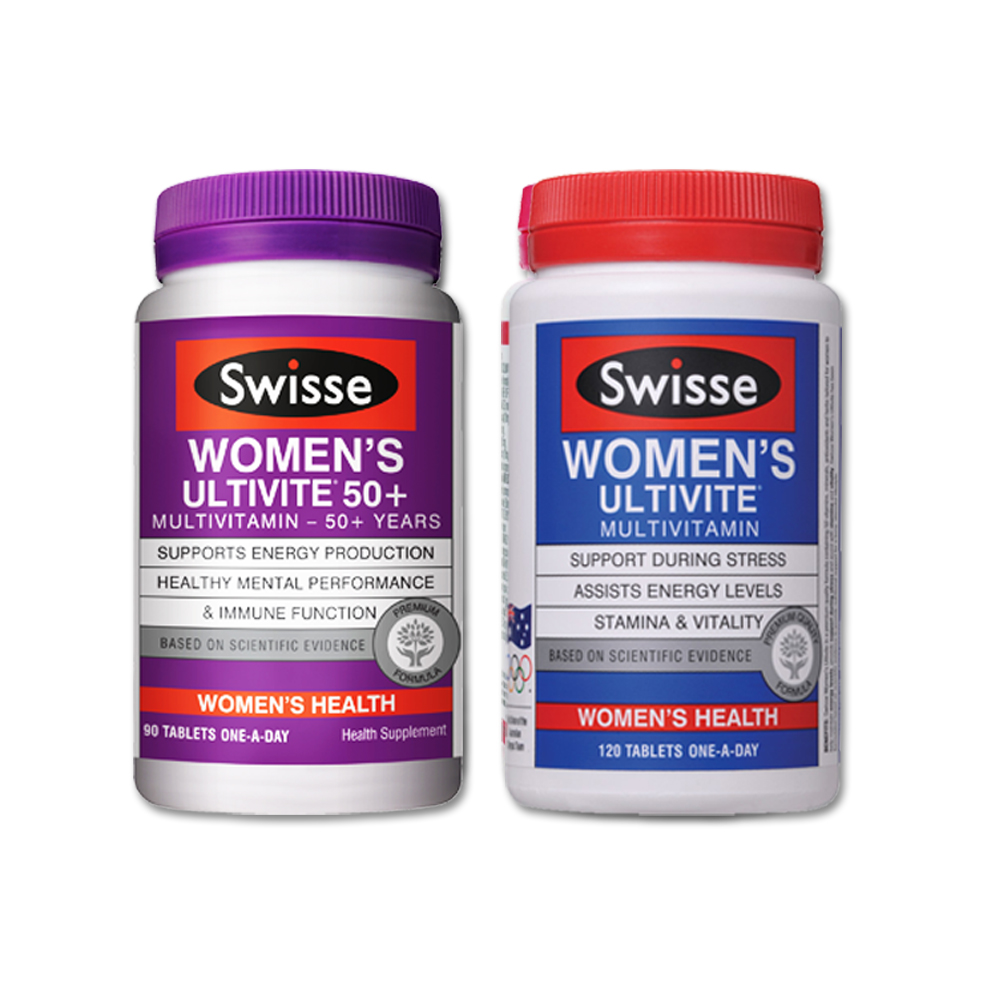 Swisse
WOMEN'S
ULTIVITE® 50+
MULTIVITAMIN – 50+ YEARS
SUPPORTS ENERGY PRODUCTION
HEALTHY MENTAL PERFORMANCE
& IMMUNE FUNCTION
BASED ON SCIENTIFIC EVIDENCE
PREMIUM
FORMULA
WOMEN'S HEALTH
90 TABLETS ONE-A-DAY
Health Supplement
Swisse
WOMEN'S
ULTIVITE®
MULTIVITAMIN
SUPPORT DURING STRESS
ASSISTS ENERGY LEVELS
STAMINA & VITALITY
BASED ON SCIENTIFIC EVIDENCE
PREMIUM QUALITY
FORMULA
WOMEN'S HEALTH
120 TABLETS ONE-A-DAY